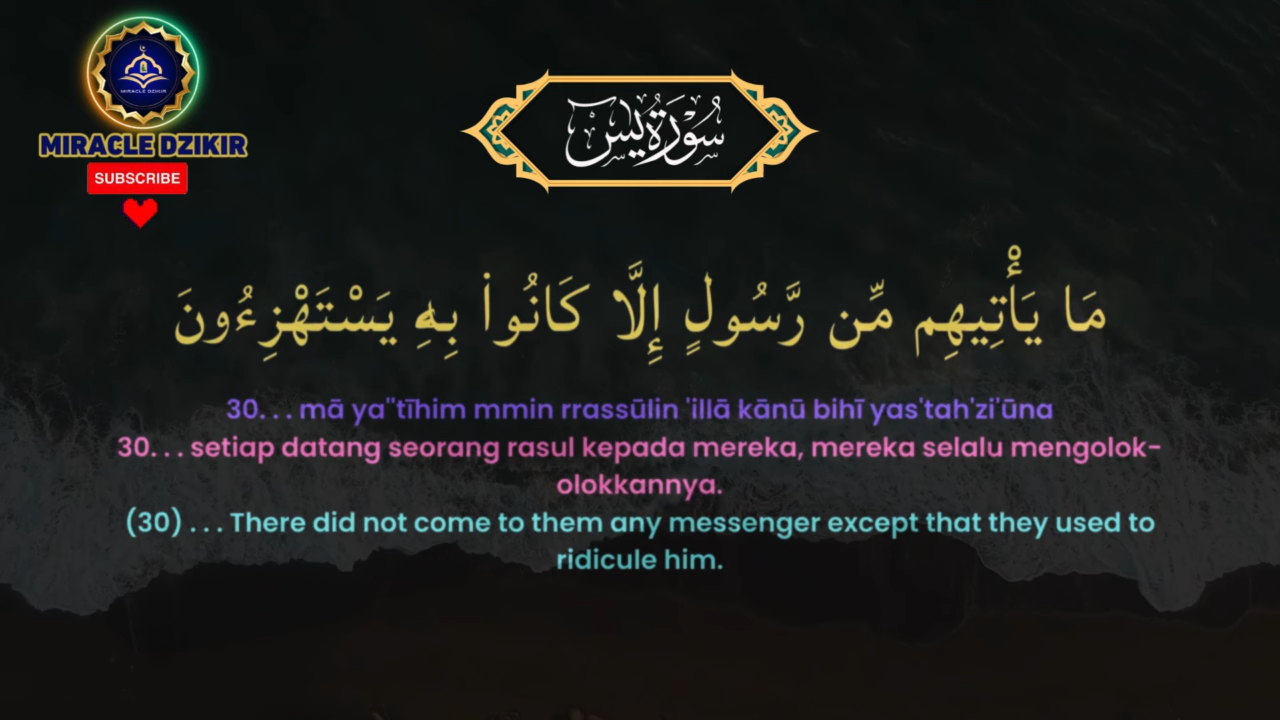 MIRACLE DZIKIR
MIRACLE DZIKIR
SUBSCRIBE
سُوْرَةُ يٰسٓ
مَا يَأْتِيهِم مِّن رَّسُولٍ إِلَّا كَانُوا۟ بِهِۦ يَسْتَهْزِءُونَ
30. . . mā ya"tīhim mmin rrassūlin 'illā kānū bihī yas'tah'zi'ūna
30. . . setiap datang seorang rasul kepada mereka, mereka selalu mengolok-
olokkannya.
(30) . . . There did not come to them any messenger except that they used to
ridicule him.